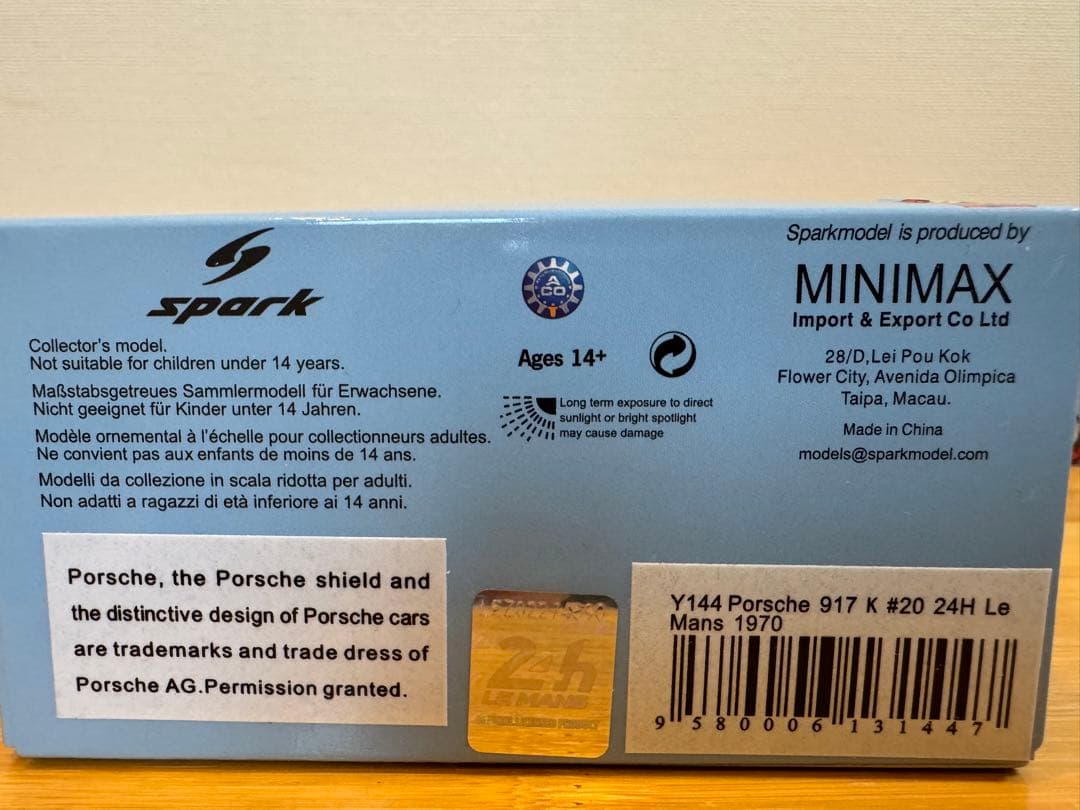 spark
Collector's model.
Not suitable for children under 14 years.
Maßstabsgetreues Sammlermodell für Erwachsene.
Nicht geeignet für Kinder unter 14 Jahren.
Modèle ornemental à l'échelle pour collectionneurs adultes.
Ne convient pas aux enfants de moins de 14 ans.
Modelli da collezione in scala ridotta per adulti.
Non adatti a ragazzi di età inferiore ai 14 anni.
ACO
Ages 14+
Long term exposure to direct
sunlight or bright spotlight
may cause damage
Sparkmodel is produced by
MINIMAX
Import & Export Co Ltd
28/D,Lei Pou Kok
Flower City, Avenida Olimpica
Taipa, Macau.
Made in China
models@sparkmodel.com
Porsche, the Porsche shield and
the distinctive design of Porsche cars
are trademarks and trade dress of
Porsche AG.Permission granted.
24h
LE MANS
Y144 Porsche 917 K #20 24H Le
Mans 1970
9 580006 131447